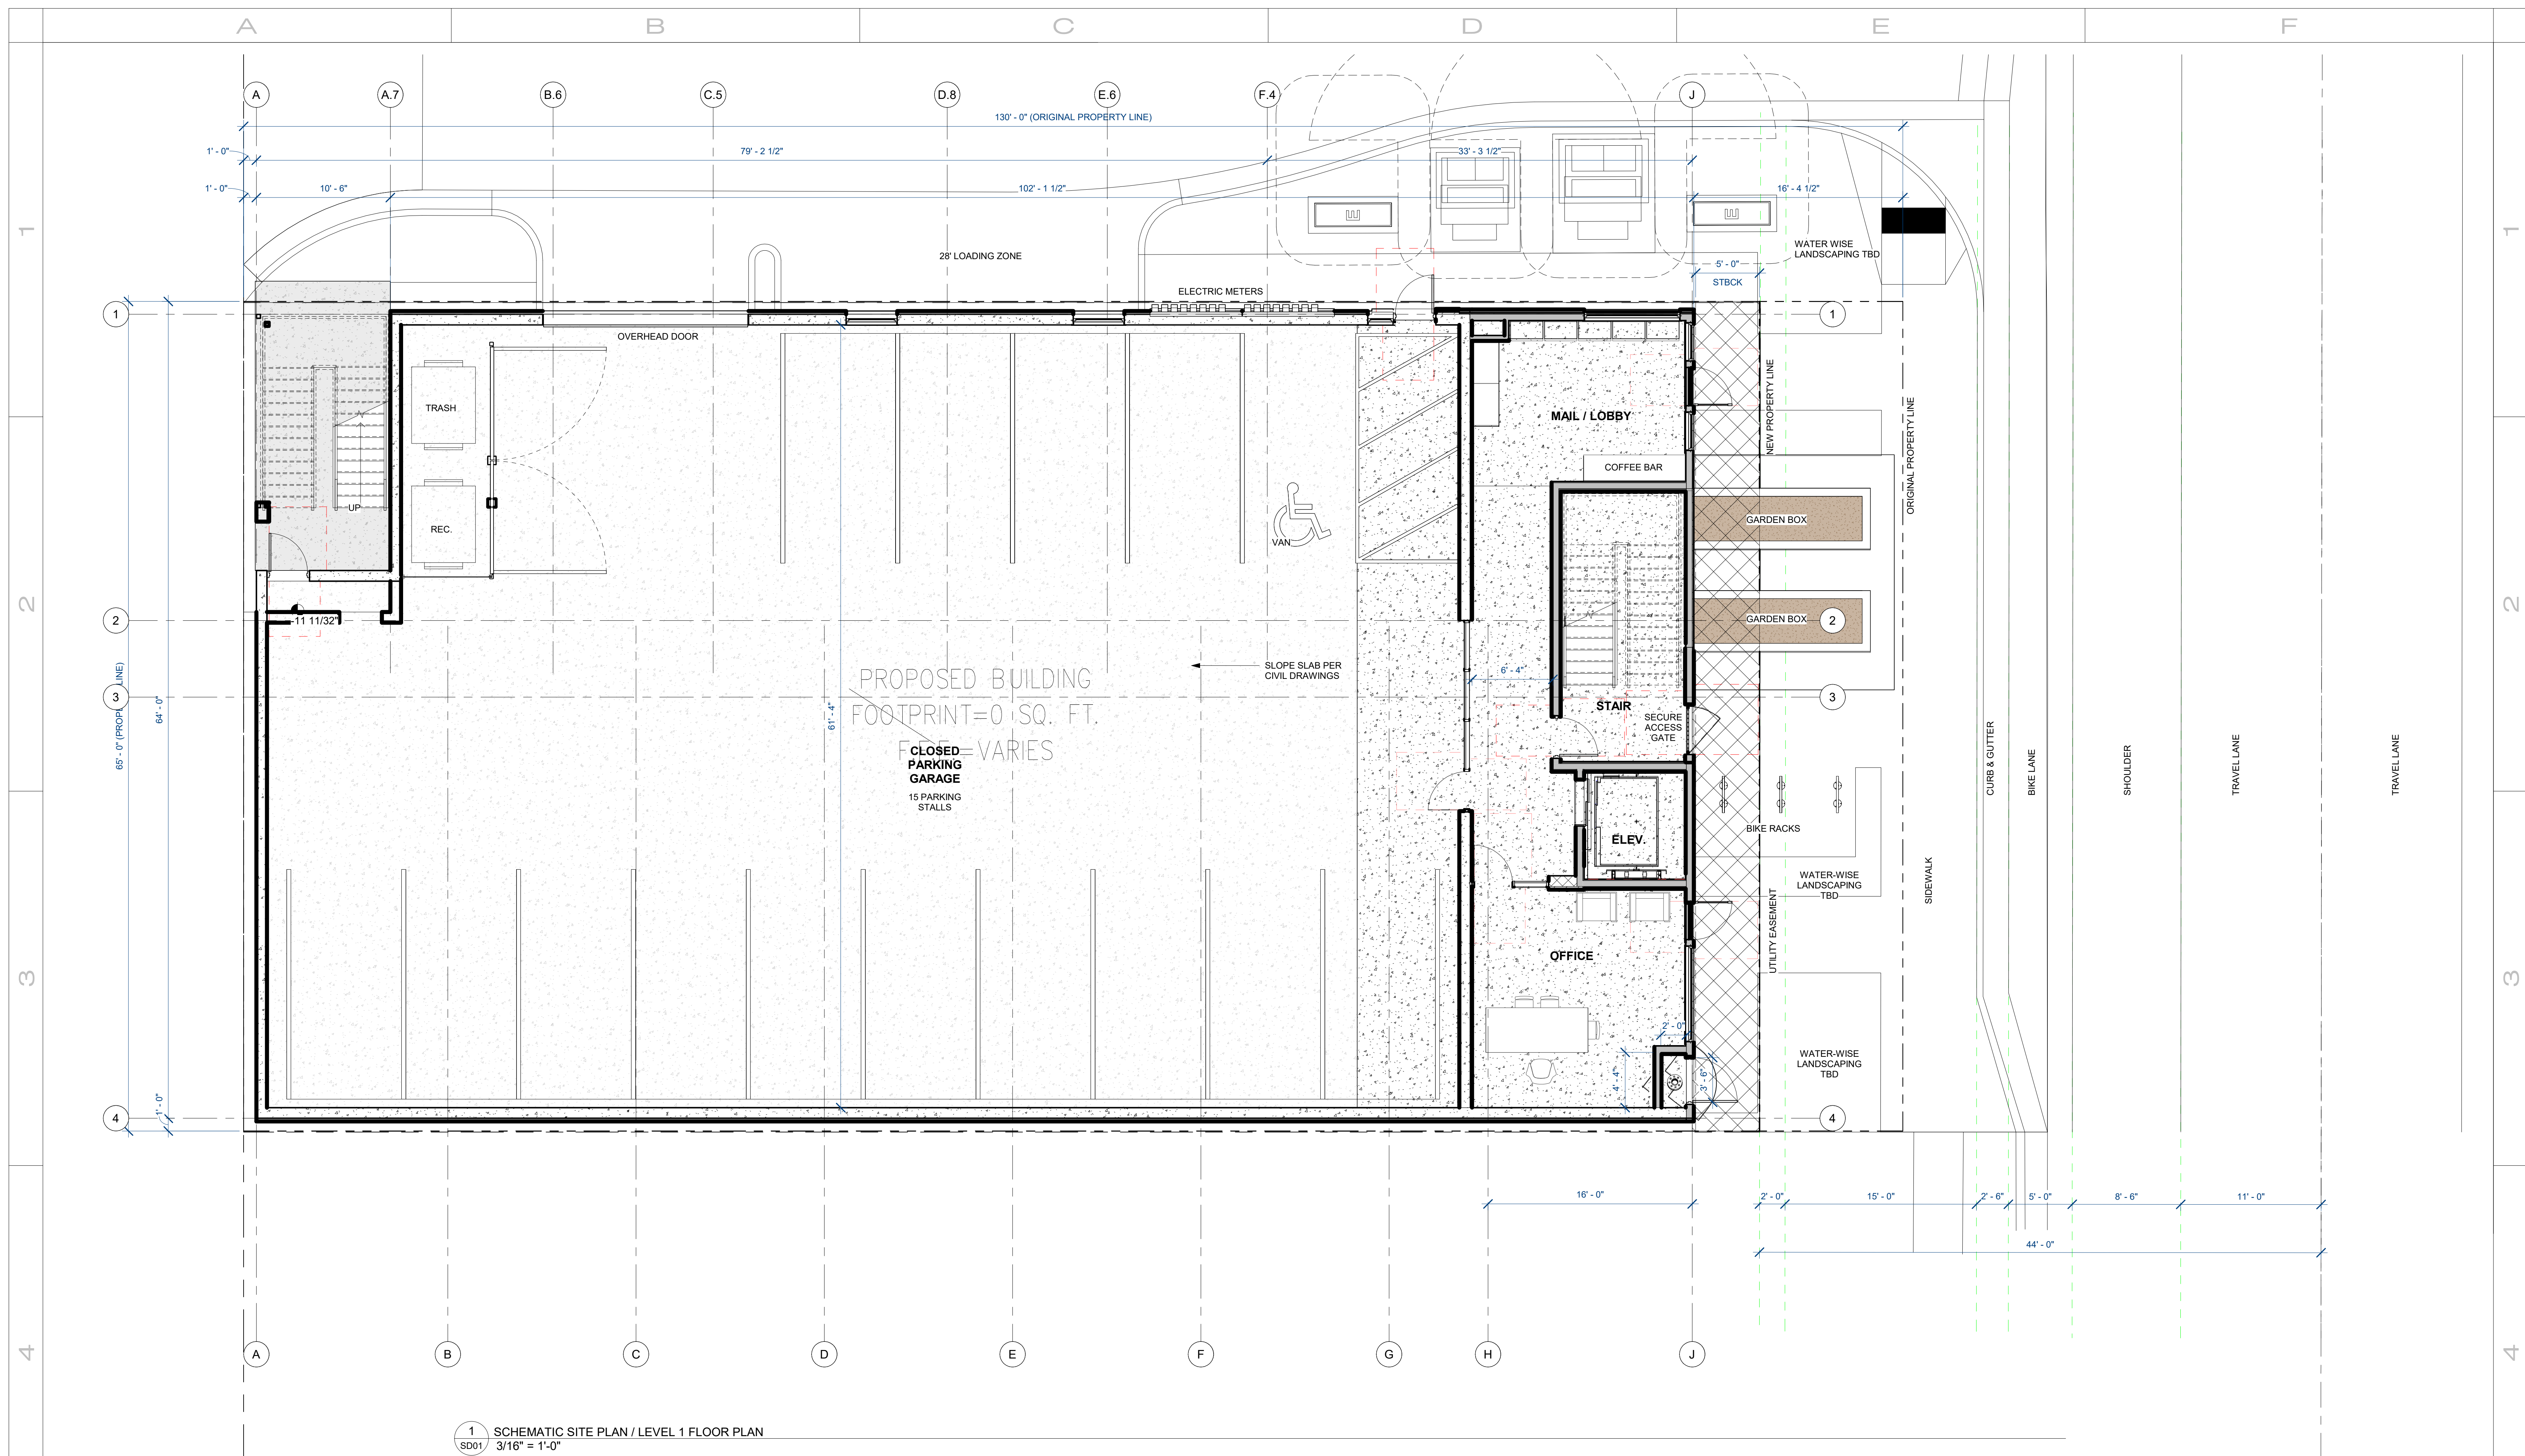 A B C D E F
A A.7 B.6 C.5 D.8 E.6 F.4 J
130' - 0" (ORIGINAL PROPERTY LINE)
1' - 0" 79' - 2 1/2" 33' - 3 1/2"
1' - 0" 10' - 6" 102' - 1 1/2" 16' - 4 1/2"
1 1
28' LOADING ZONE
WATER WISE
LANDSCAPING TBD
5' - 0"
STBCK
ELECTRIC METERS
1 1
OVERHEAD DOOR
TRASH
MAIL / LOBBY
NEW PROPERTY LINE
ORIGINAL PROPERTY LINE
COFFEE BAR
UP
REC.
VAN
GARDEN BOX
2 2
GARDEN BOX
2 2
-11 11/32"
SLOPE SLAB PER
CIVIL DRAWINGS
6' - 4"
PROPOSED BUILDING
FOOTPRINT=0 SQ. FT.
VARIES
3 3
65' - 0"
64' - 0"
61' - 4"
STAIR
SECURE
ACCESS
GATE
CLOSED
PARKING
GARAGE
15 PARKING
STALLS
CURB & GUTTER
BIKE LANE
SHOULDER
TRAVEL LANE
TRAVEL LANE
BIKE RACKS
ELEV.
WATER-WISE
LANDSCAPING
TBD
SIDEWALK
UTILITY EASEMENT
3 3
OFFICE
2' - 0"
4' - 4"
3' - 6"
WATER-WISE
LANDSCAPING
TBD
1' - 0"
4 4
16' - 0" 2' - 0" 15' - 0" 2' - 6" 5' - 0" 8' - 6" 11' - 0"
44' - 0"
A B C D E F G H J
4 4
1 SCHEMATIC SITE PLAN / LEVEL 1 FLOOR PLAN
SD01 3/16" = 1'-0"